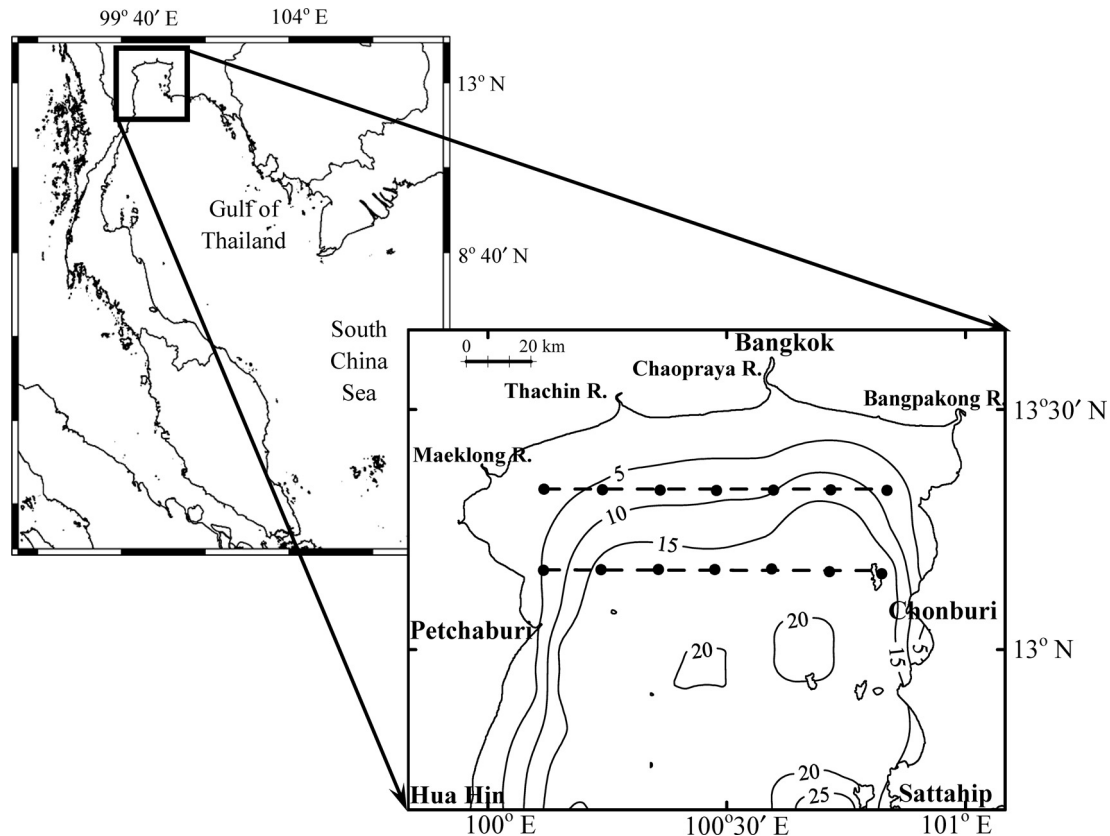 99° 40′ E
104° E
13° N
Gulf of
Thailand
8° 40′ N
South
China
Sea
0 20 km
Bangkok
Chaopraya R.
Thachin R.
Bangpakong R.
13°30′ N
Maeklong R.
5
10
15
Chonburi
Petchaburi
20
20
5
15
13° N
20
25
Hua Hin
Sattahip
100° E
100°30′ E
101° E